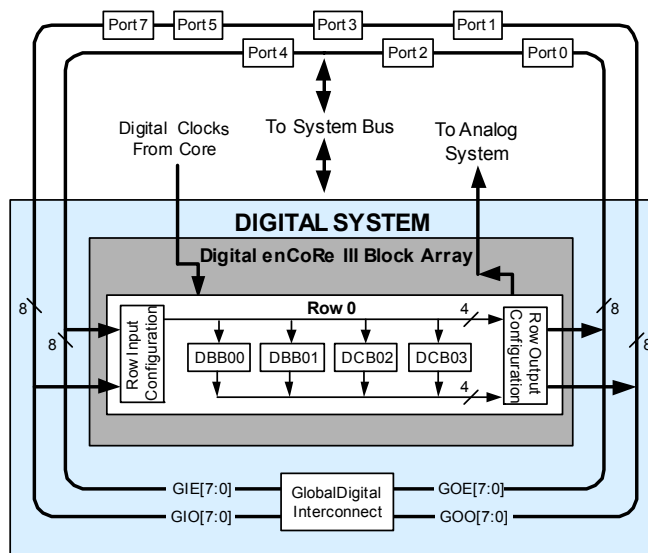 Port 7 Port 5 Port 3 Port 1
Port 4 Port 2 Port 0
Digital Clocks
From Core
To System Bus
To Analog
System
DIGITAL SYSTEM
Digital enCoRe III Block Array
Row 0
8
8
8
8
4
4
Row Input
Configuration
DBB00 DBB01 DCB02 DCB03
Row Output
Configuration
GIE[7:0] GOE[7:0]
GlobalDigital
Interconnect
GIO[7:0] GOO[7:0]